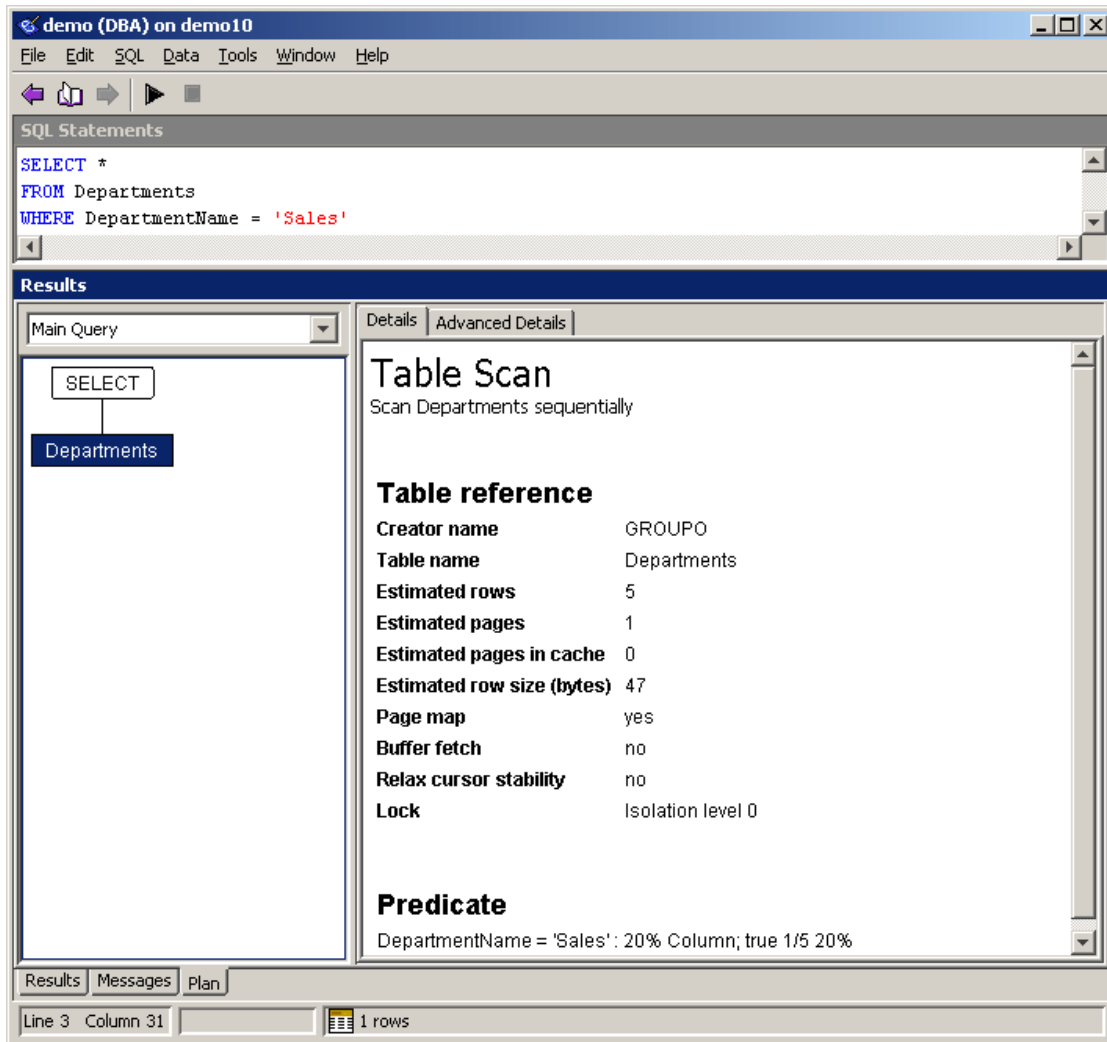 demo (DBA) on demo10
File Edit SQL Data Tools Window Help
SQL Statements
SELECT *
FROM Departments
WHERE DepartmentName = 'Sales'
Results
Main Query
SELECT
Departments
Details Advanced Details
Table Scan
Scan Departments sequentially
Table reference
Creator name GROUPO
Table name Departments
Estimated rows 5
Estimated pages 1
Estimated pages in cache 0
Estimated row size (bytes) 47
Page map yes
Buffer fetch no
Relax cursor stability no
Lock Isolation level 0
Predicate
DepartmentName = 'Sales' : 20% Column; true 1/5 20%
Results Messages Plan
Line 3 Column 31 1 rows